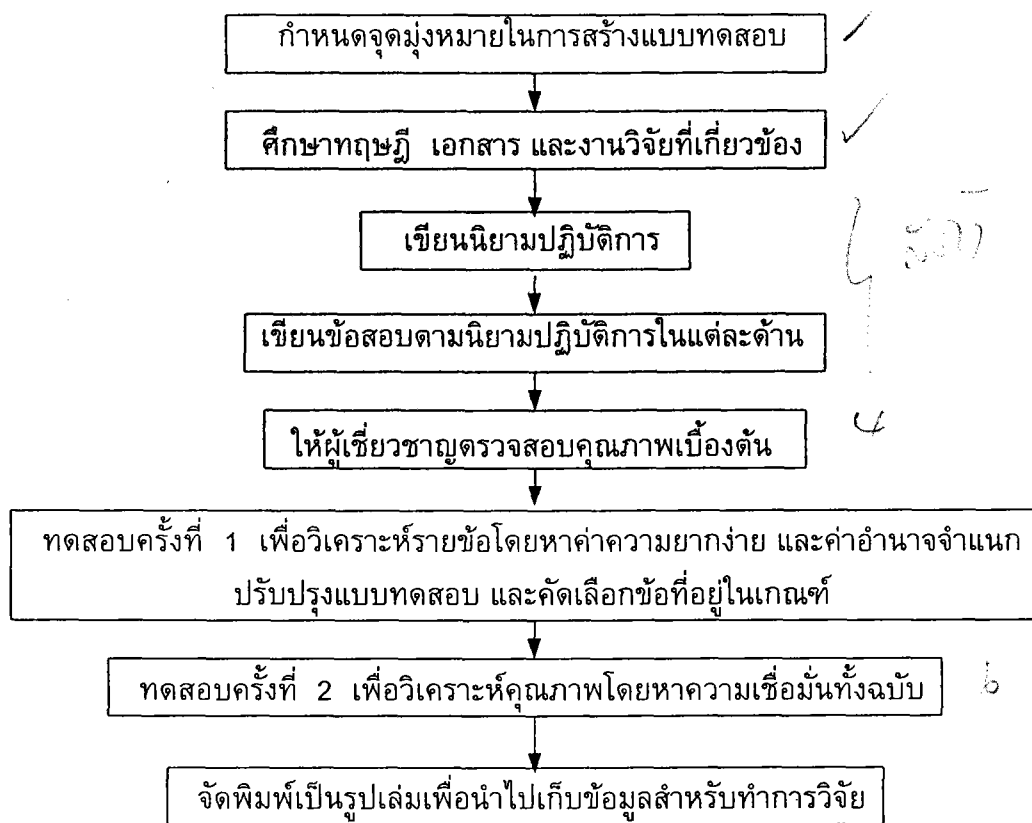 กำหนดจุดมุ่งหมายในการสร้างแบบทดสอบ
ศึกษาทฤษฎี เอกสาร และงานวิจัยที่เกี่ยวข้อง
เขียนนิยามปฏิบัติการ
เขียนข้อสอบตามนิยามปฏิบัติการในแต่ละด้าน
ให้ผู้เชี่ยวชาญตรวจสอบคุณภาพเบื้องต้น
ทดสอบครั้งที่ 1 เพื่อวิเคราะห์รายข้อโดยหาค่าความยากง่าย และค่าอำนาจจำแนก
ปรับปรุงแบบทดสอบ และคัดเลือกข้อที่อยู่ในเกณฑ์
ทดสอบครั้งที่ 2 เพื่อวิเคราะห์คุณภาพโดยหาความเชื่อมั่นทั้งฉบับ
จัดพิมพ์เป็นรูปเล่มเพื่อนำไปเก็บข้อมูลสำหรับทำการวิจัย